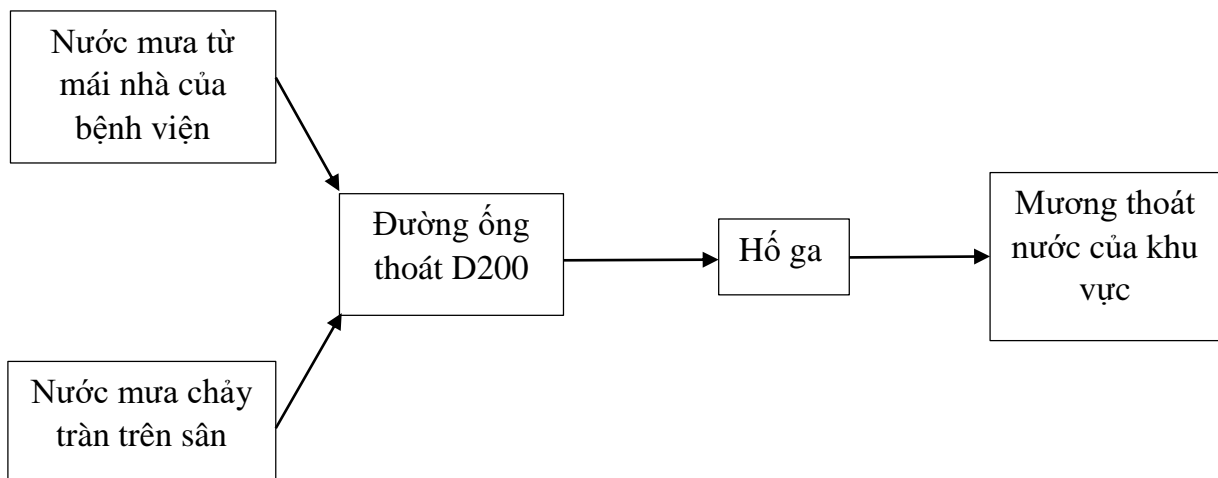 Nước mưa từ
mái nhà của
bệnh viện
Đường ống
thoát D200
Hố ga
Mương thoát
nước của khu
vực
Nước mưa chảy
tràn trên sân